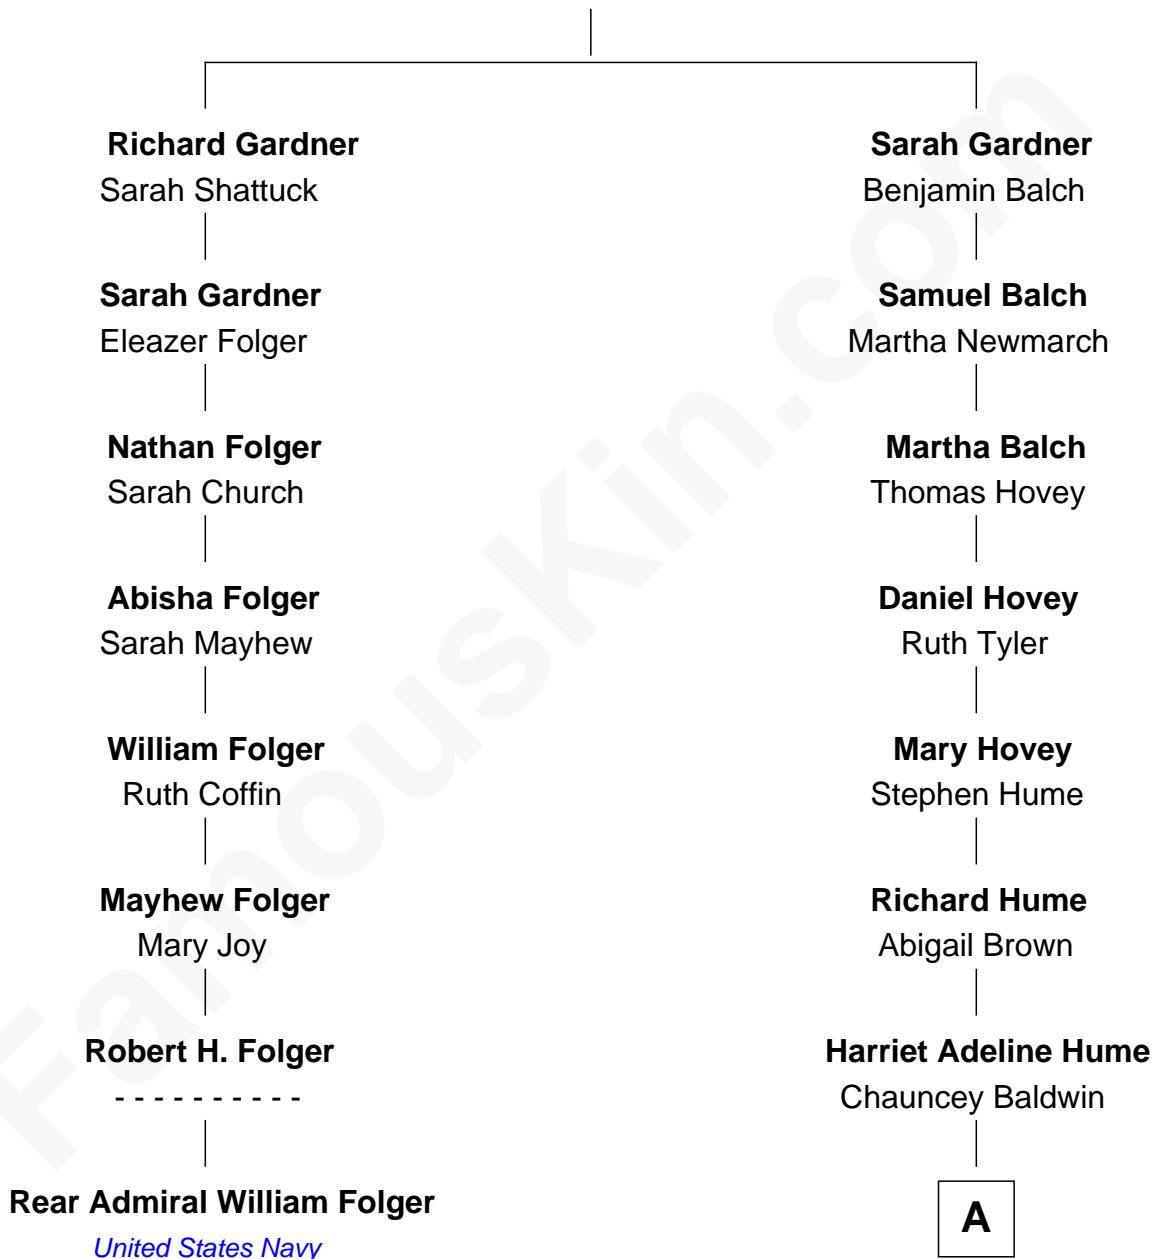 Richard Gardner
Sarah Shattuck
Sarah Gardner
Eleazer Folger
Nathan Folger
Sarah Church
Abisha Folger
Sarah Mayhew
William Folger
Ruth Coffin
Mayhew Folger
Mary Joy
Robert H. Folger
- - - - - - - - - -
Rear Admiral William Folger
United States Navy
Sarah Gardner
Benjamin Balch
Samuel Balch
Martha Newmarch
Martha Balch
Thomas Hovey
Daniel Hovey
Ruth Tyler
Mary Hovey
Stephen Hume
Richard Hume
Abigail Brown
Harriet Adeline Hume
Chauncey Baldwin
A
FamousKin.com